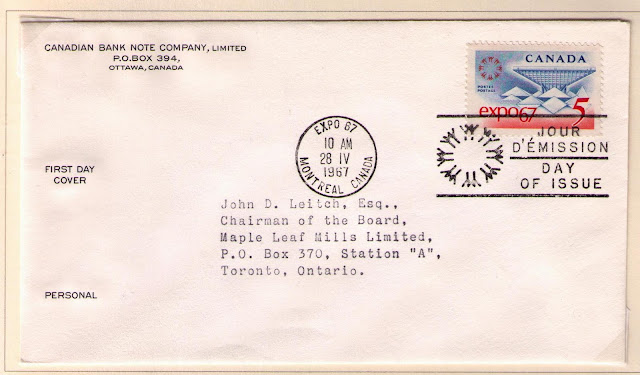 CANADIAN BANK NOTE COMPANY, LIMITED
P.O.BOX 394,
OTTAWA, CANADA
CANADA
POSTES
POSTAGE
expo67
5
EXPO 67
10 AM
28 IV
1967
MONTREAL CANADA
JOUR
D'ÉMISSION
DAY
OF ISSUE
FIRST DAY
COVER
John D. Leitch, Esq.,
Chairman of the Board,
Maple Leaf Mills Limited,
P.O. Box 370, Station "A",
Toronto, Ontario.
PERSONAL